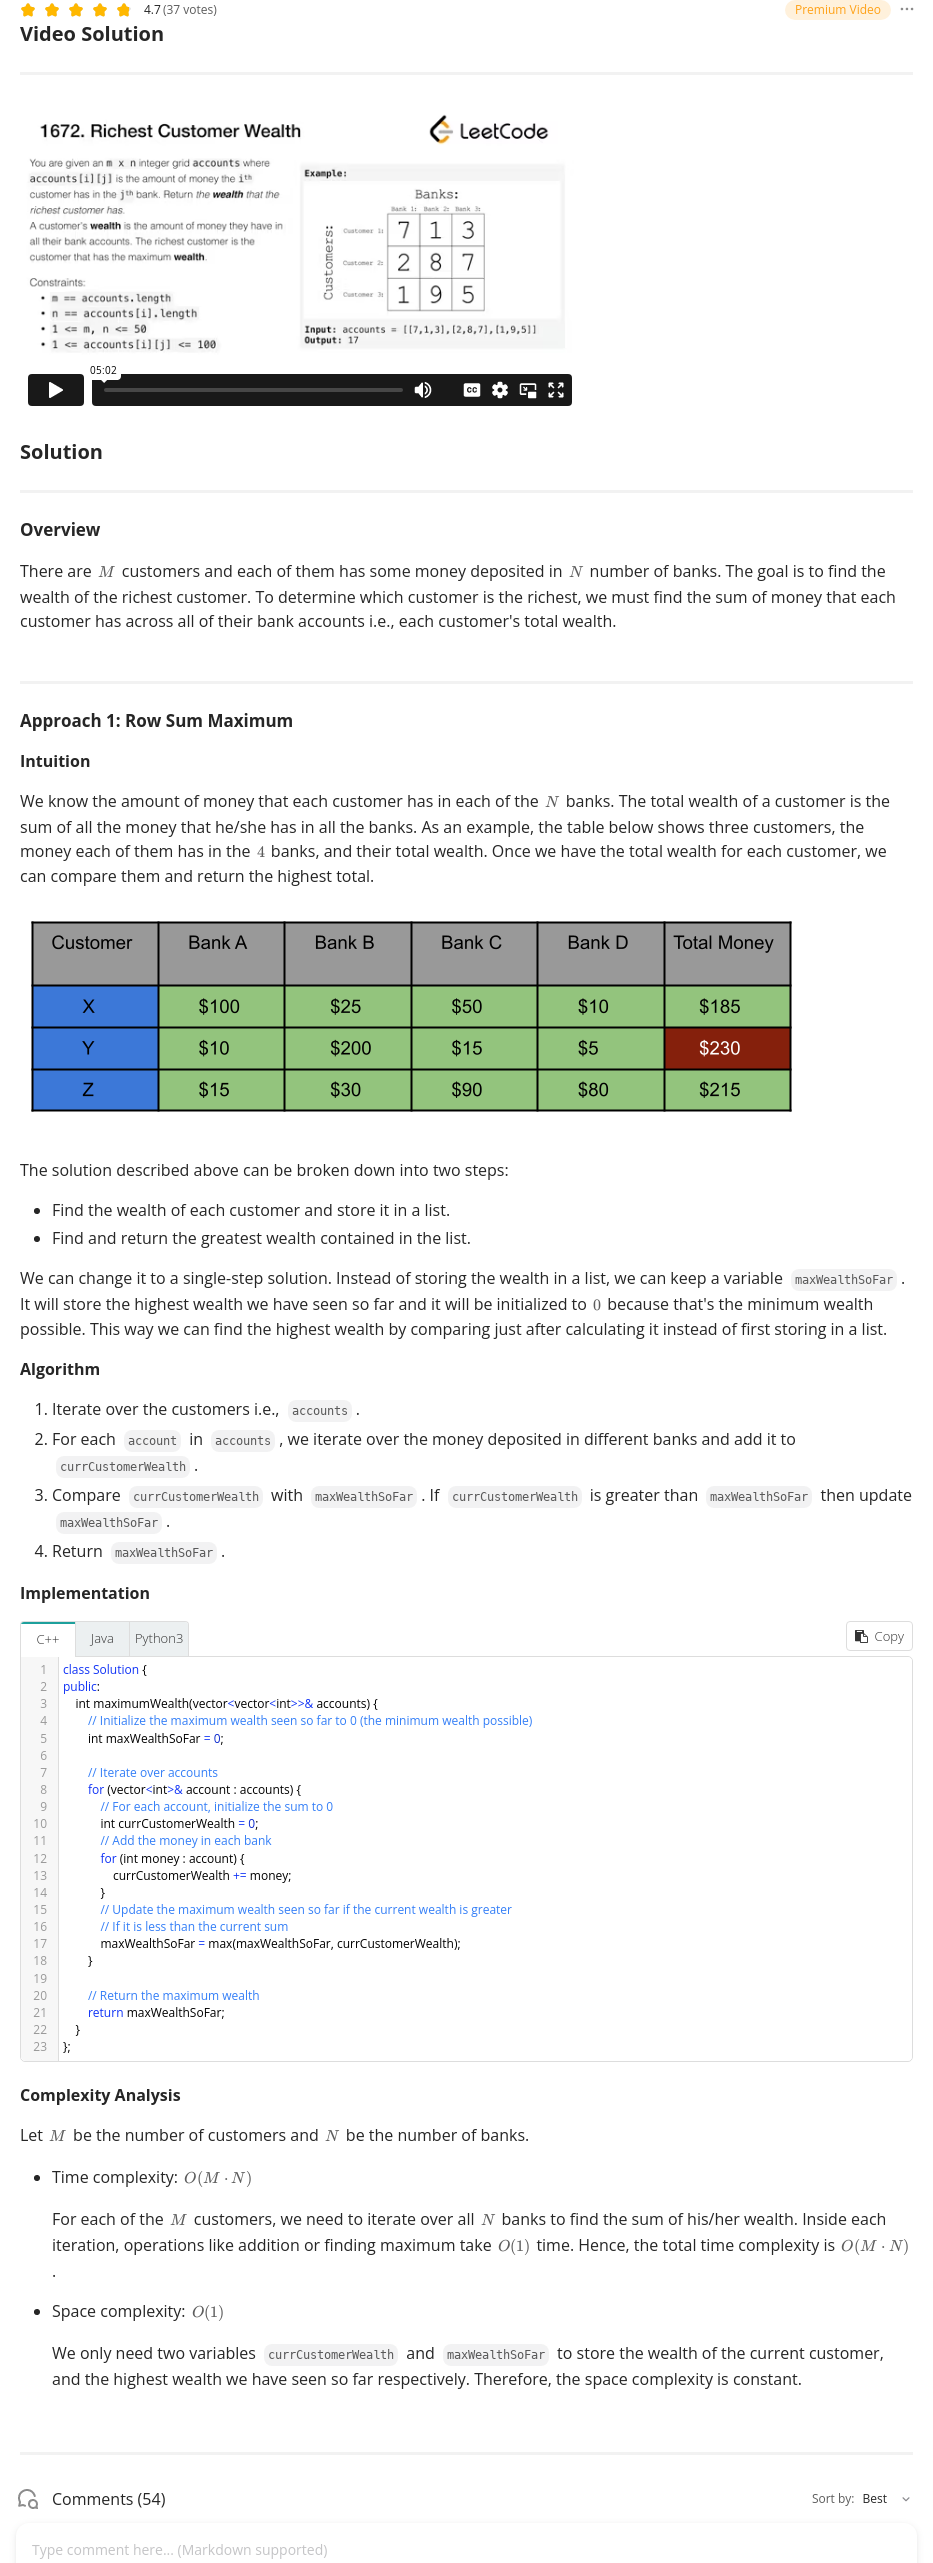 4.7 (37 votes)
Premium Video
Video Solution
1672. Richest Customer Wealth
LeetCode
You are given an m x n integer grid accounts where
accounts[i][j] is the amount of money the iᵗʰ
customer has in the jᵗʰ bank. Return the wealth that the
richest customer has.
A customer's wealth is the amount of money they have in
all their bank accounts. The richest customer is the
customer that has the maximum wealth.
Constraints:
• m == accounts.length
• n == accounts[i].length
• 1 <= m, n <= 50
• 1 <= accounts[i][j] <= 100
Example:
Banks:
Bank 1: Bank 2: Bank 3:
Customers:
Customer 1: 7 1 3
Customer 2: 2 8 7
Customer 3: 1 9 5
Input: accounts = [[7,1,3],[2,8,7],[1,9,5]]
Output: 17
05:02
CC
Solution
Overview
There are M customers and each of them has some money deposited in N number of banks. The goal is to find the
wealth of the richest customer. To determine which customer is the richest, we must find the sum of money that each
customer has across all of their bank accounts i.e., each customer's total wealth.
Approach 1: Row Sum Maximum
Intuition
We know the amount of money that each customer has in each of the N banks. The total wealth of a customer is the
sum of all the money that he/she has in all the banks. As an example, the table below shows three customers, the
money each of them has in the 4 banks, and their total wealth. Once we have the total wealth for each customer, we
can compare them and return the highest total.
Customer Bank A Bank B Bank C Bank D Total Money
X $100 $25 $50 $10 $185
Y $10 $200 $15 $5 $230
Z $15 $30 $90 $80 $215
The solution described above can be broken down into two steps:
• Find the wealth of each customer and store it in a list.
• Find and return the greatest wealth contained in the list.
We can change it to a single-step solution. Instead of storing the wealth in a list, we can keep a variable maxWealthSoFar .
It will store the highest wealth we have seen so far and it will be initialized to 0 because that's the minimum wealth
possible. This way we can find the highest wealth by comparing just after calculating it instead of first storing in a list.
Algorithm
1. Iterate over the customers i.e., accounts .
2. For each account in accounts , we iterate over the money deposited in different banks and add it to
currCustomerWealth .
3. Compare currCustomerWealth with maxWealthSoFar . If currCustomerWealth is greater than maxWealthSoFar then update
maxWealthSoFar .
4. Return maxWealthSoFar .
Implementation
C++ Java Python3
Copy
1 class Solution {
2 public:
3 int maximumWealth(vector<vector<int>>& accounts) {
4 // Initialize the maximum wealth seen so far to 0 (the minimum wealth possible)
5 int maxWealthSoFar = 0;
6
7 // Iterate over accounts
8 for (vector<int>& account : accounts) {
9 // For each account, initialize the sum to 0
10 int currCustomerWealth = 0;
11 // Add the money in each bank
12 for (int money : account) {
13 currCustomerWealth += money;
14 }
15 // Update the maximum wealth seen so far if the current wealth is greater
16 // If it is less than the current sum
17 maxWealthSoFar = max(maxWealthSoFar, currCustomerWealth);
18 }
19
20 // Return the maximum wealth
21 return maxWealthSoFar;
22 }
23 };
Complexity Analysis
Let M be the number of customers and N be the number of banks.
• Time complexity: O(M · N)
For each of the M customers, we need to iterate over all N banks to find the sum of his/her wealth. Inside each
iteration, operations like addition or finding maximum take O(1) time. Hence, the total time complexity is O(M · N)
.
• Space complexity: O(1)
We only need two variables currCustomerWealth and maxWealthSoFar to store the wealth of the current customer,
and the highest wealth we have seen so far respectively. Therefore, the space complexity is constant.
Comments (54)
Sort by: Best
Type comment here... (Markdown supported)